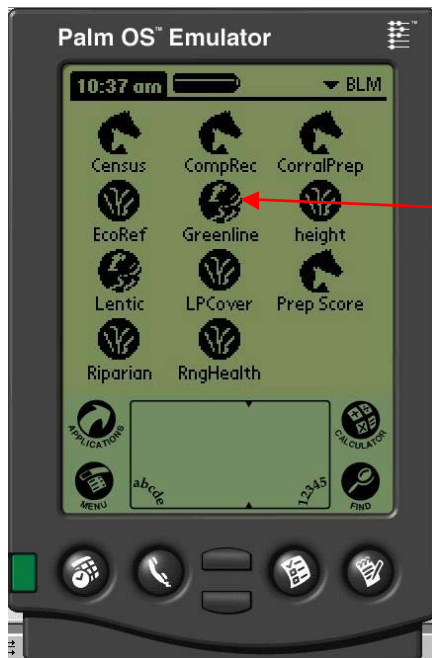 Palm OS™ Emulator
10:37 am BLM
Census CompRec CorralPrep
EcoRef Greenline height
Lentic LPCover Prep Score
Riparian RngHealth
APPLICATIONS CALCULATOR
MENU abcde 12345 FIND